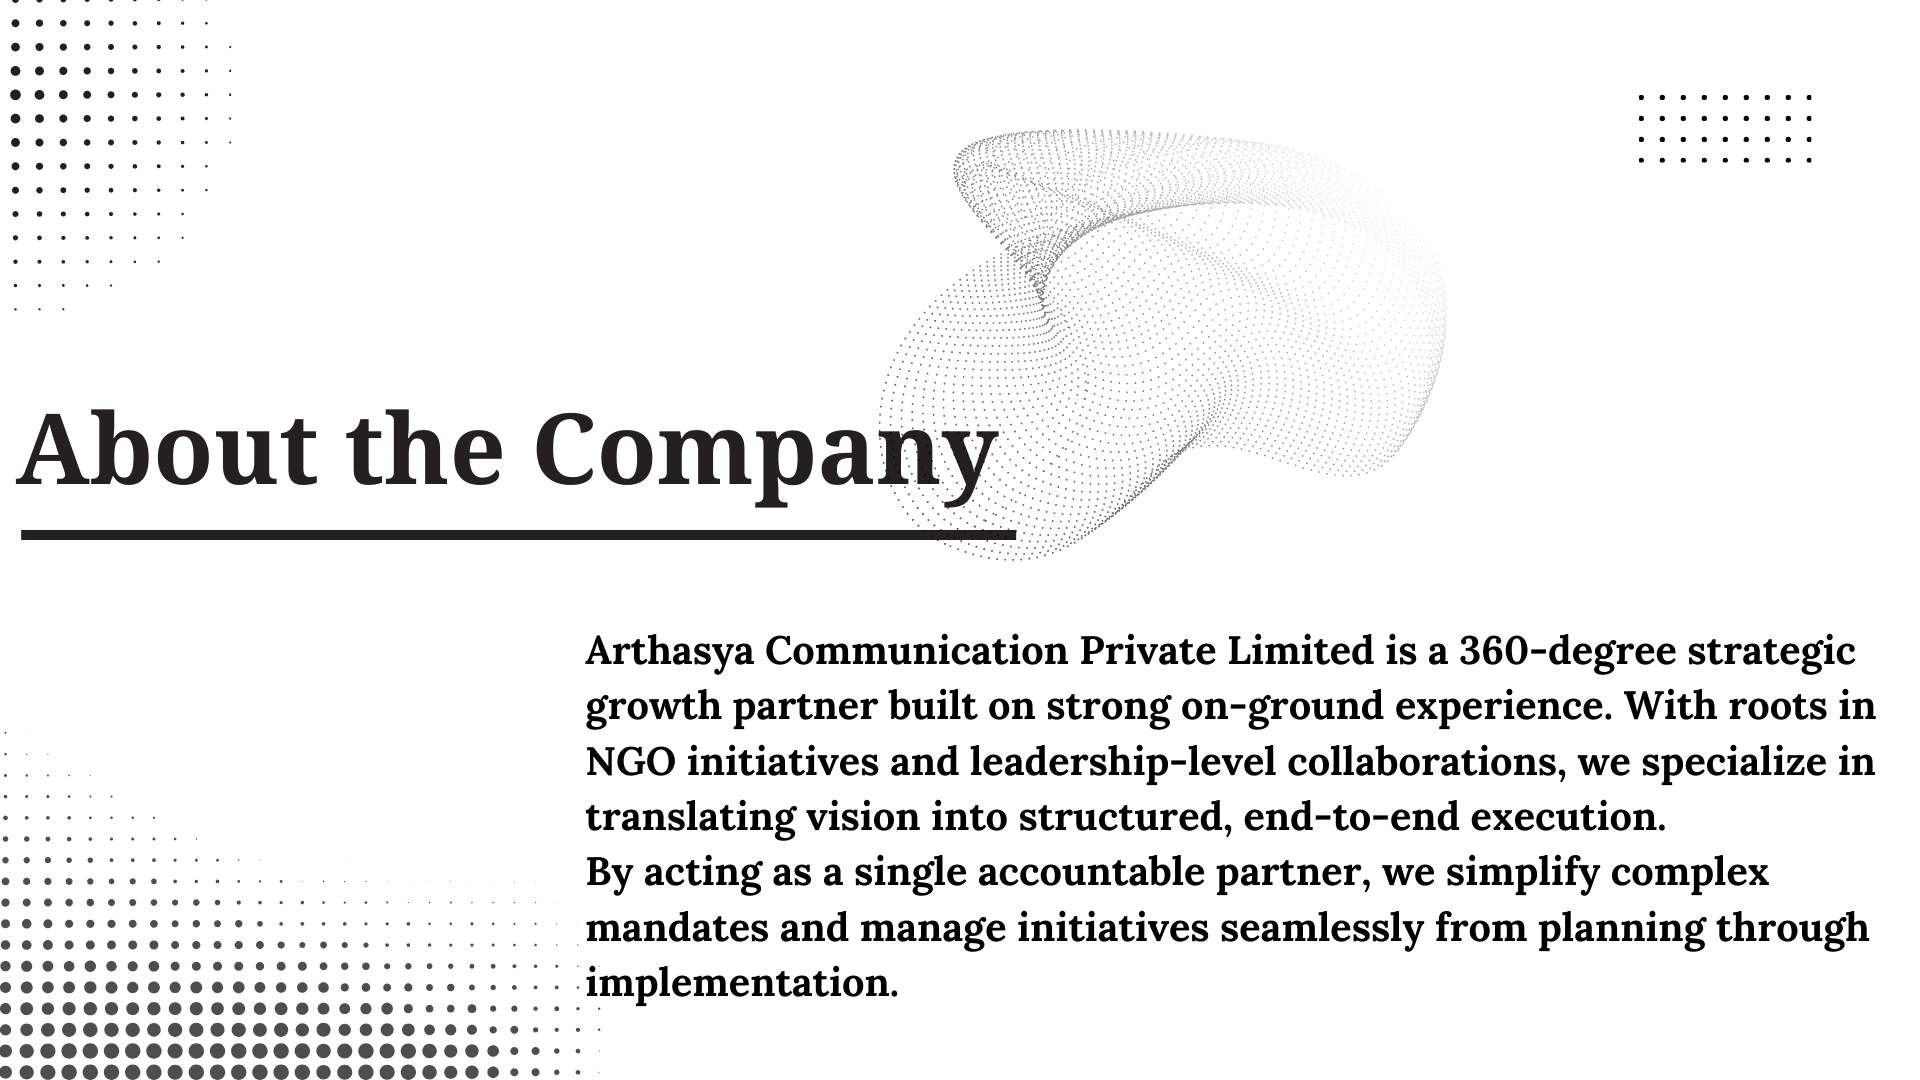 About the Company
Arthasya Communication Private Limited is a 360-degree strategic
growth partner built on strong on-ground experience. With roots in
NGO initiatives and leadership-level collaborations, we specialize in
translating vision into structured, end-to-end execution.
By acting as a single accountable partner, we simplify complex
mandates and manage initiatives seamlessly from planning through
implementation.